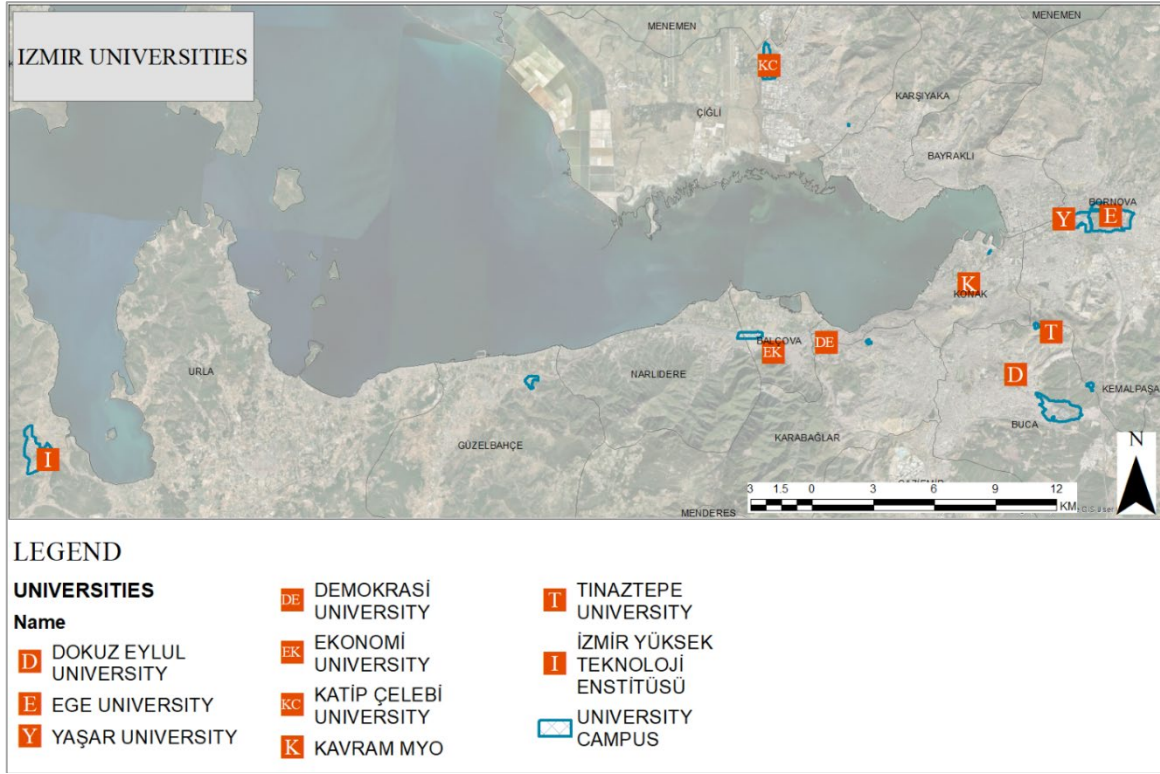 IZMIR UNIVERSITIES
MENEMEN
MENEMEN
KC
KARŞIYAKA
ÇİĞLİ
BAYRAKLI
BORNOVA
Y
E
K
KONAK
T
BALÇOVA
DE
EK
URLA
NARLIDERE
D
KEMALPAŞA
BUCA
GÜZELBAHÇE
KARABAĞLAR
N
I
3 1.5 0 3 6 9 12
KM
MENDERES
LEGEND
UNIVERSITIES
Name
D DOKUZ EYLUL
UNIVERSITY
E EGE UNIVERSITY
Y YAŞAR UNIVERSITY
DE DEMOKRASİ
UNIVERSITY
EK EKONOMİ
UNIVERSITY
KC KATİP ÇELEBİ
UNIVERSITY
K KAVRAM MYO
T TINAZTEPE
UNIVERSITY
İZMİR YÜKSEK
I TEKNOLOJİ
ENSTİTÜSÜ
UNIVERSITY
CAMPUS